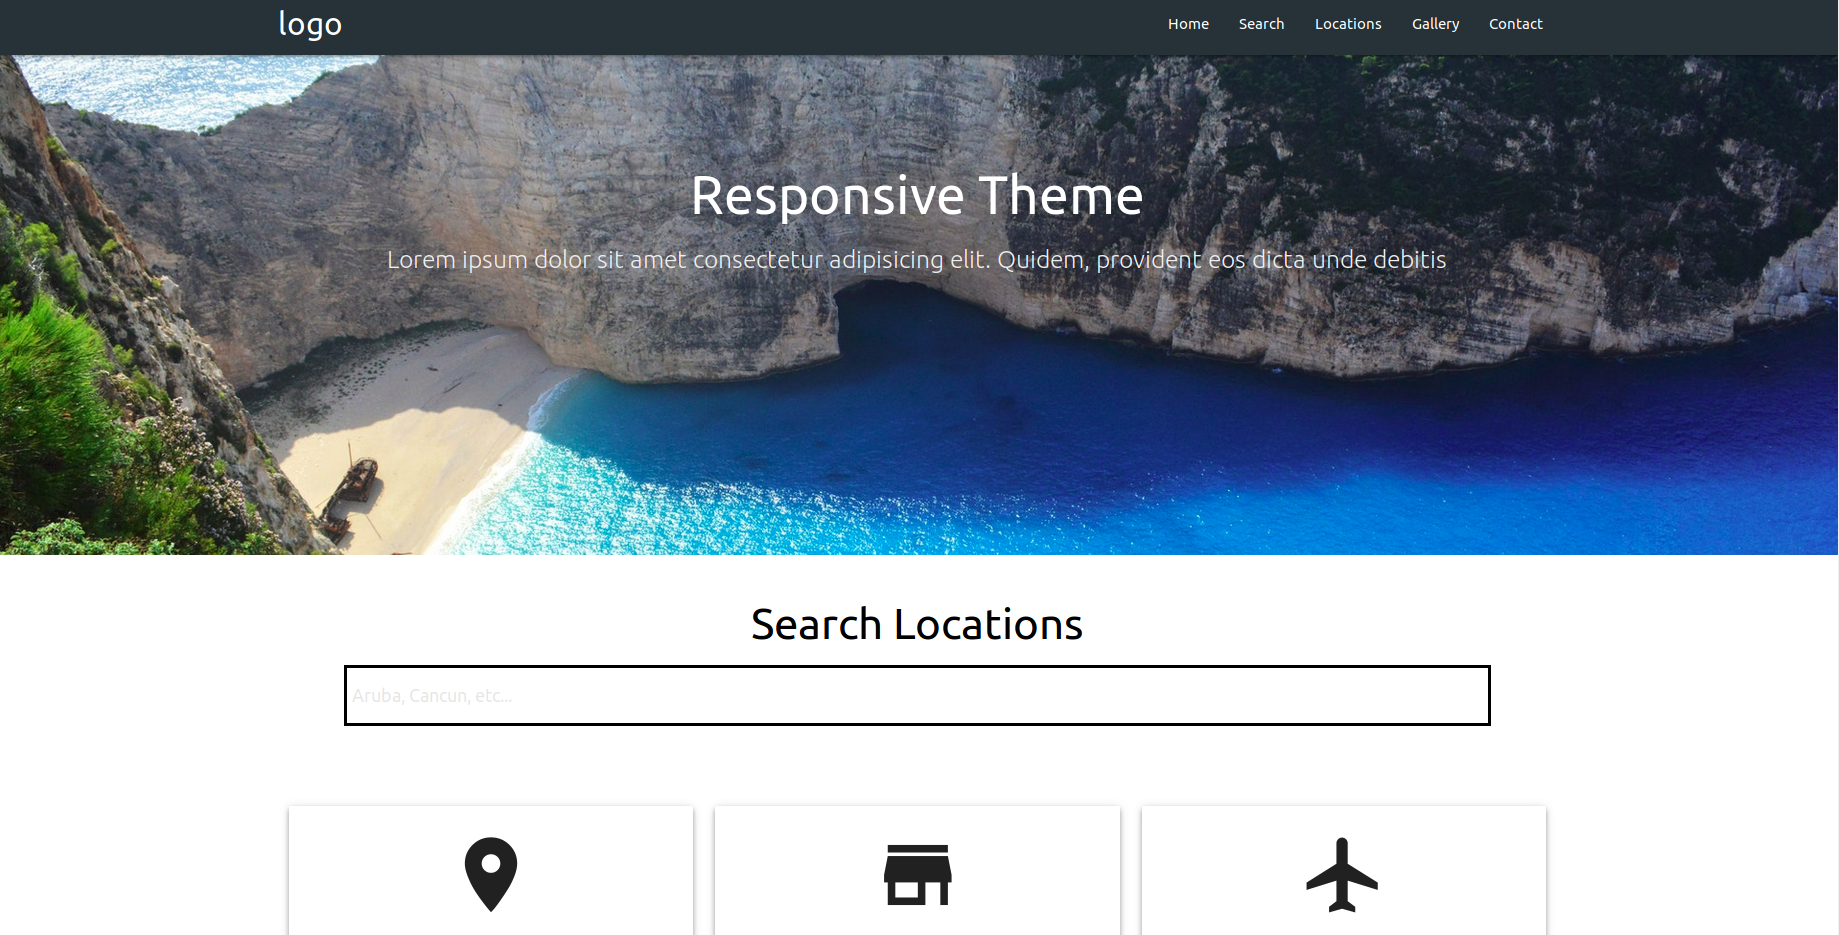 logo
Home Search Locations Gallery Contact
Responsive Theme
Lorem ipsum dolor sit amet consectetur adipisicing elit. Quidem, provident eos dicta unde debitis
Search Locations
Aruba, Cancun, etc...